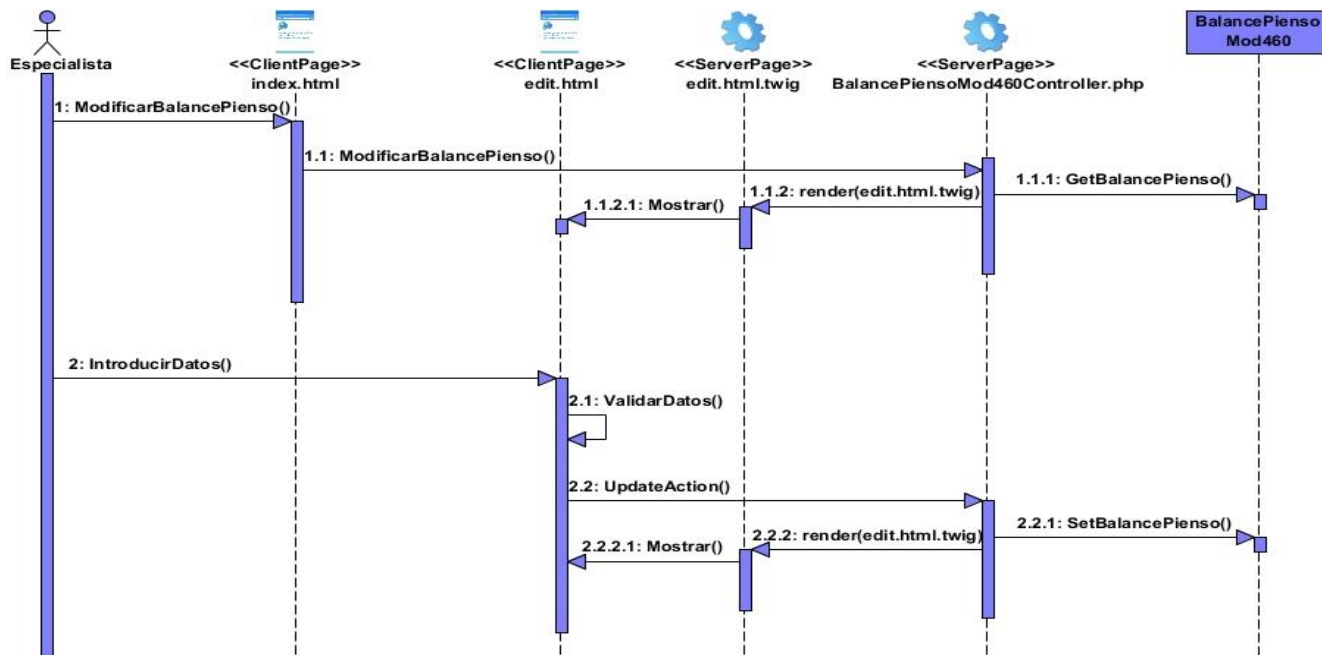 Especialista
<<ClientPage>>
index.html
<<ClientPage>>
edit.html
<<ServerPage>>
edit.html.twig
<<ServerPage>>
BalancePiensoMod460Controller.php
BalancePienso
Mod460
1: ModificarBalancePienso()
1.1: ModificarBalancePienso()
1.1.1: GetBalancePienso()
1.1.2: render(edit.html.twig)
1.1.2.1: Mostrar()
2: IntroducirDatos()
2.1: ValidarDatos()
2.2: UpdateAction()
2.2.1: SetBalancePienso()
2.2.2: render(edit.html.twig)
2.2.2.1: Mostrar()